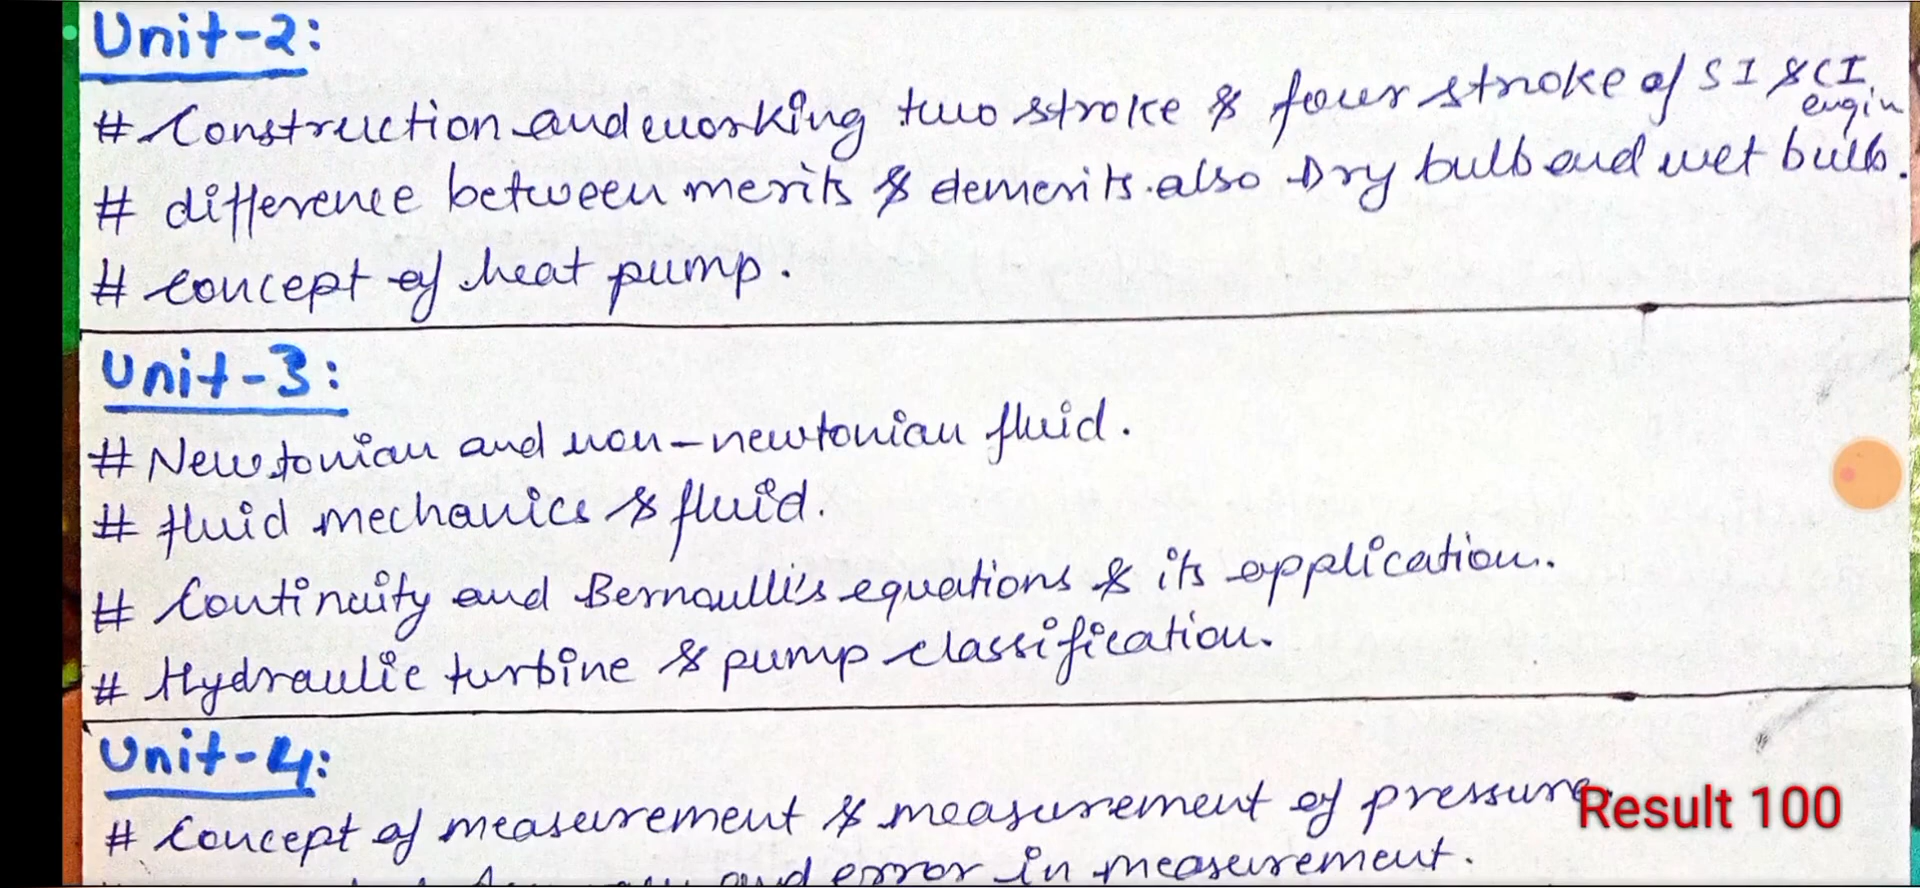 Unit-2:
# Construction and working two stroke & four stroke of SI & CI engin
# difference between merits & demerits also Dry bulb and wet bulb.
# concept of heat pump.
Unit-3:
# Newtonian and non-newtonian fluid.
# fluid mechanics & fluid.
# Continuity and Bernoulli's equations & its application.
# Hydraulic turbine & pump classification.
Unit-4:
# Concept of measurement & measurement of pressure.
Result 100
and error in measurement.